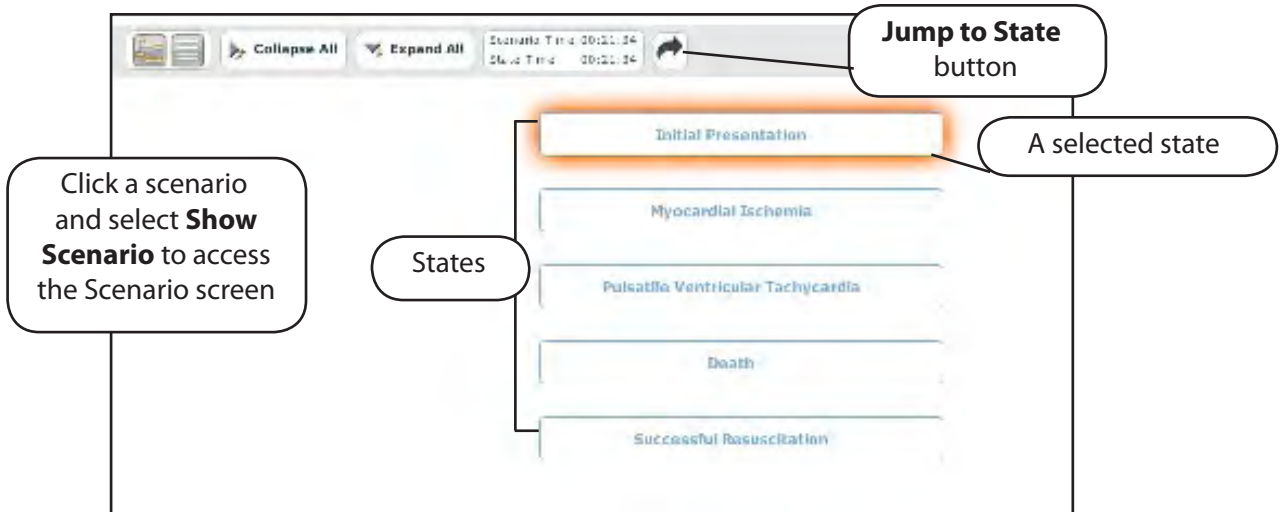 Collapse All
Expand All
Scenario Time 00:21:34
State Time 00:21:34
Jump to State
button
Initial Presentation
A selected state
Click a scenario
and select Show
Scenario to access
the Scenario screen
Myocardial Ischemia
States
Pulsatile Ventricular Tachycardia
Death
Successful Resuscitation